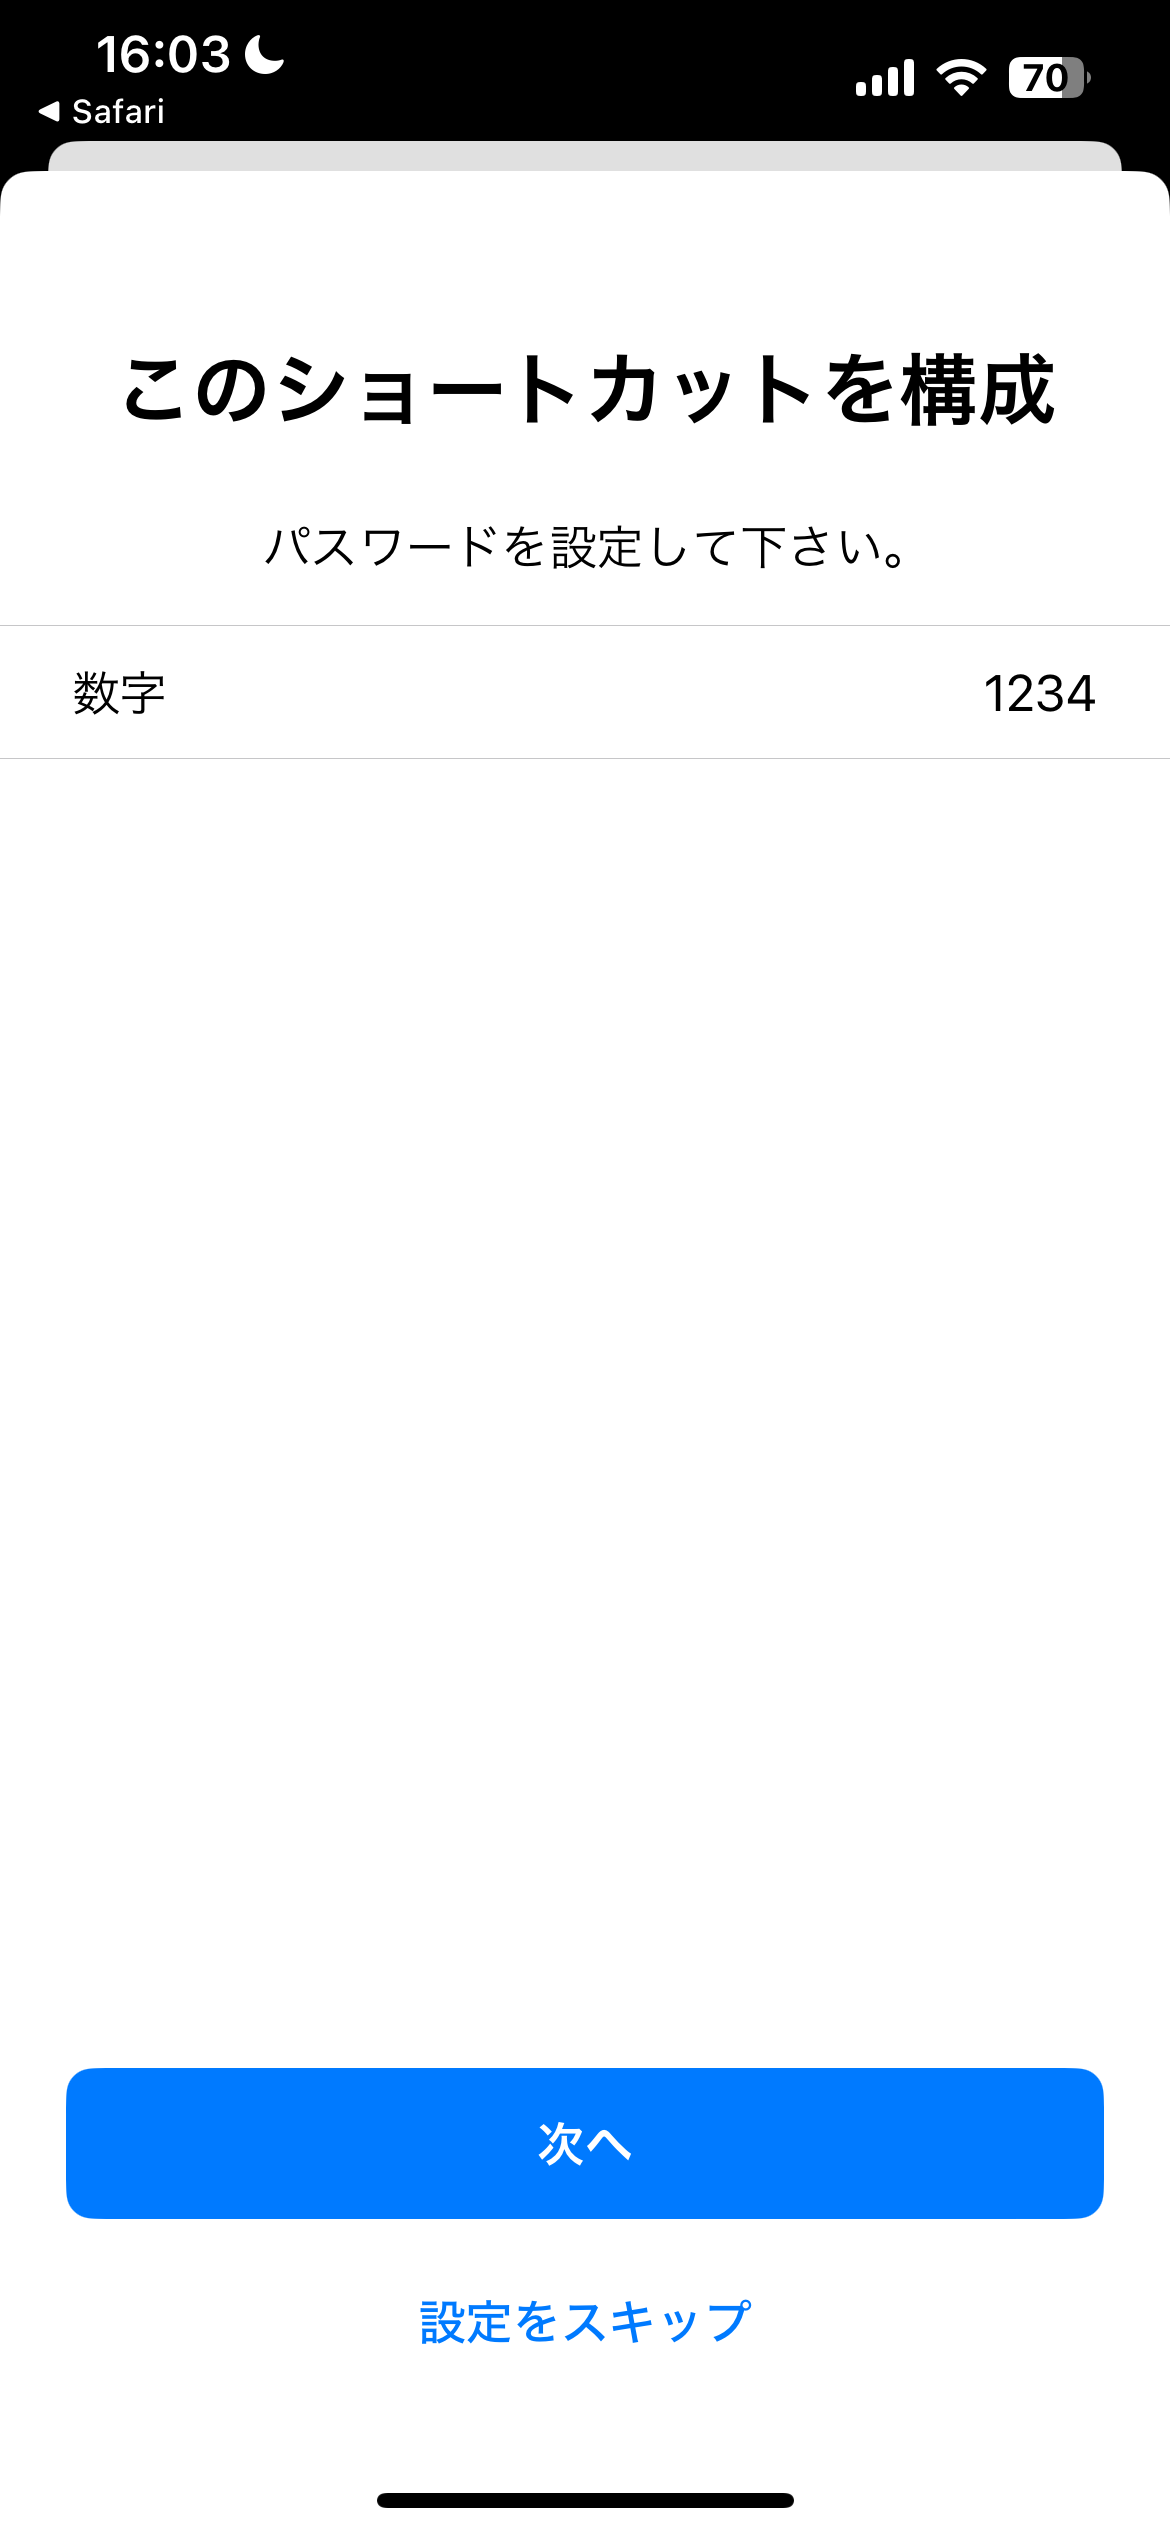 16:03
Safari
70
このショートカットを構成
パスワードを設定して下さい。
数字 1234
次へ
設定をスキップ